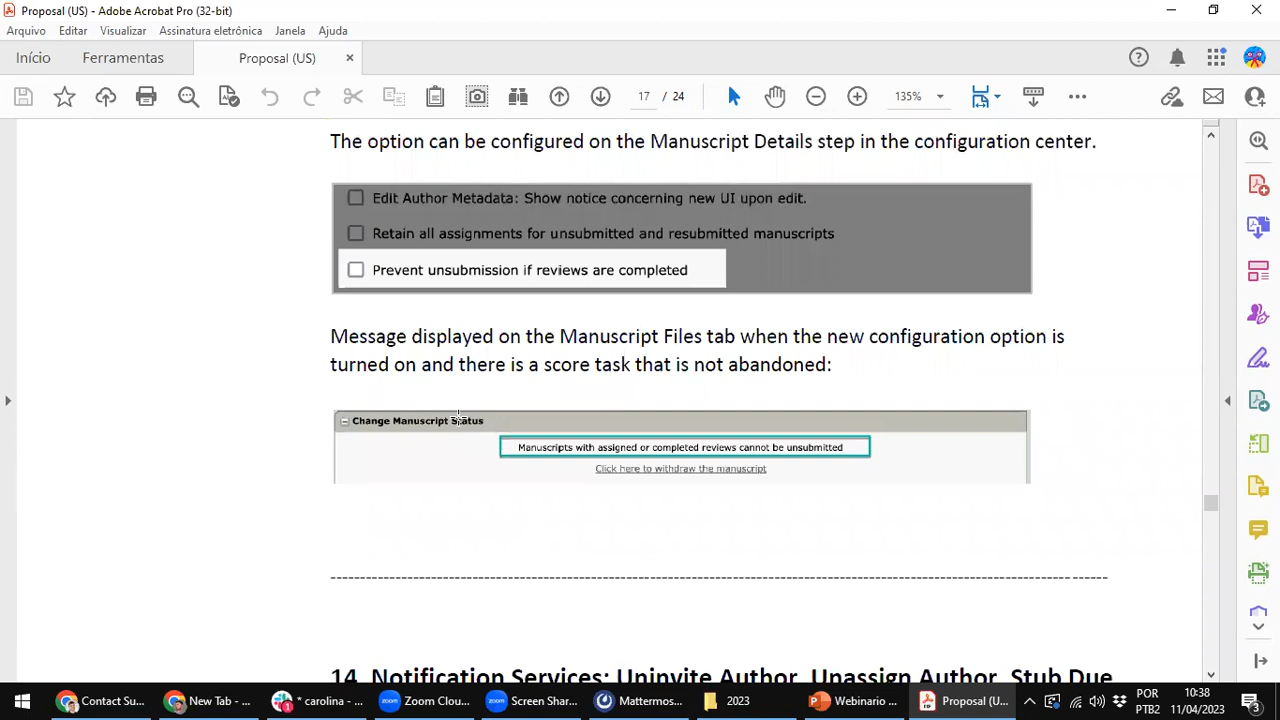 Proposal (US) - Adobe Acrobat Pro (32-bit)
Arquivo Editar Visualizar Assinatura eletrônica Janela Ajuda
Início Ferramentas Proposal (US) ×
17 / 24 135%
The option can be configured on the Manuscript Details step in the configuration center.
Edit Author Metadata: Show notice concerning new UI upon edit.
Retain all assignments for unsubmitted and resubmitted manuscripts
Prevent unsubmission if reviews are completed
Message displayed on the Manuscript Files tab when the new configuration option is
turned on and there is a score task that is not abandoned:
Change Manuscript Status
Manuscripts with assigned or completed reviews cannot be unsubmitted
Click here to withdraw the manuscript
------------------------------------------------------------------------------------------------------------
14. Notification Services: Uninvite Author, Unassign Author, Stub Due
Contact Su... New Tab - ... * carolina - ... Zoom Clou... Screen Shar... Mattermos... 2023 Webinario ... Proposal (U... POR 10:38
PTB2 11/04/2023 3